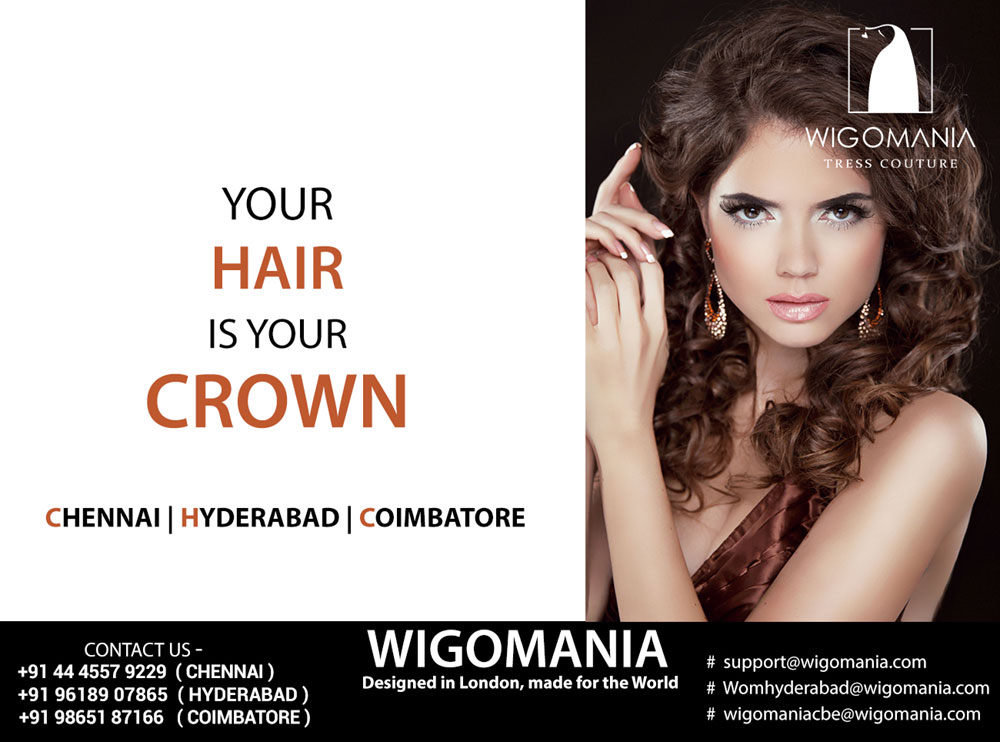 YOUR
HAIR
IS YOUR
CROWN
CHENNAI | HYDERABAD | COIMBATORE
WIGOMANIA
TRESS COUTURE
CONTACT US -
+91 44 4557 9229 ( CHENNAI )
+91 96189 07865 ( HYDERABAD )
+91 98651 87166 ( COIMBATORE )
WIGOMANIA
Designed in London, made for the World
# support@wigomania.com
# Womhyderabad@wigomania.com
# wigomaniacbe@wigomania.com